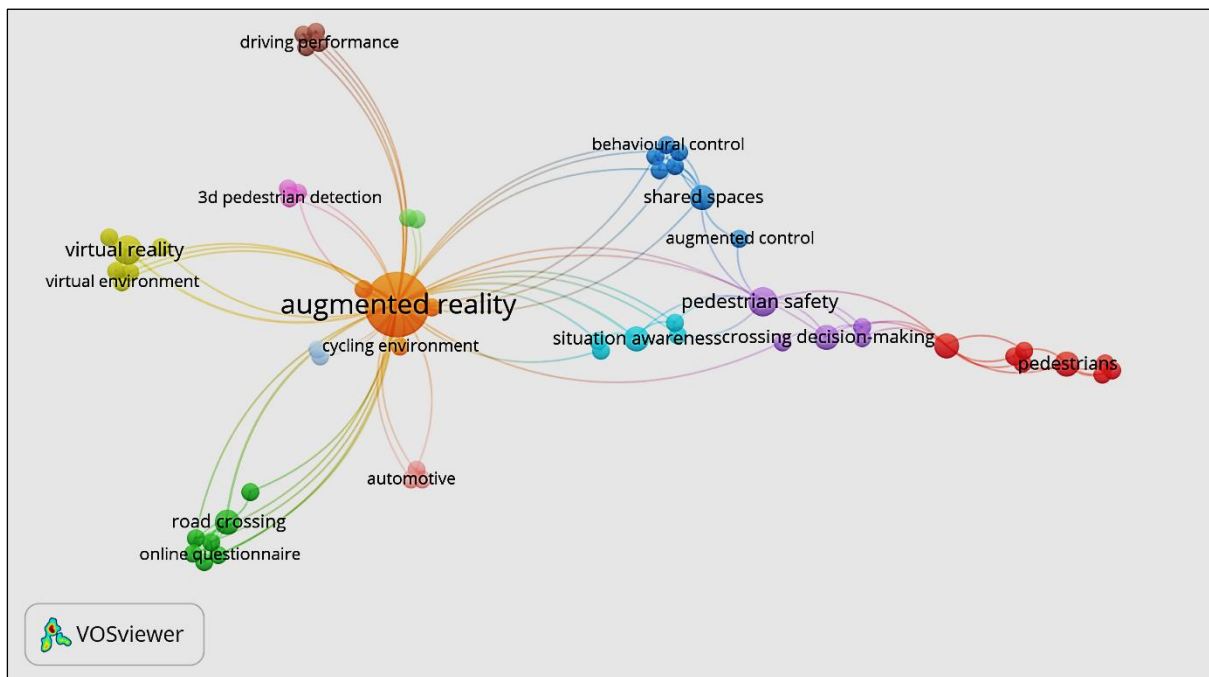 driving performance
behavioural control
3d pedestrian detection
shared spaces
virtual reality
augmented control
virtual environment
augmented reality
pedestrian safety
cycling environment
situation awareness
crossing decision-making
pedestrians
automotive
road crossing
online questionnaire
VOSviewer